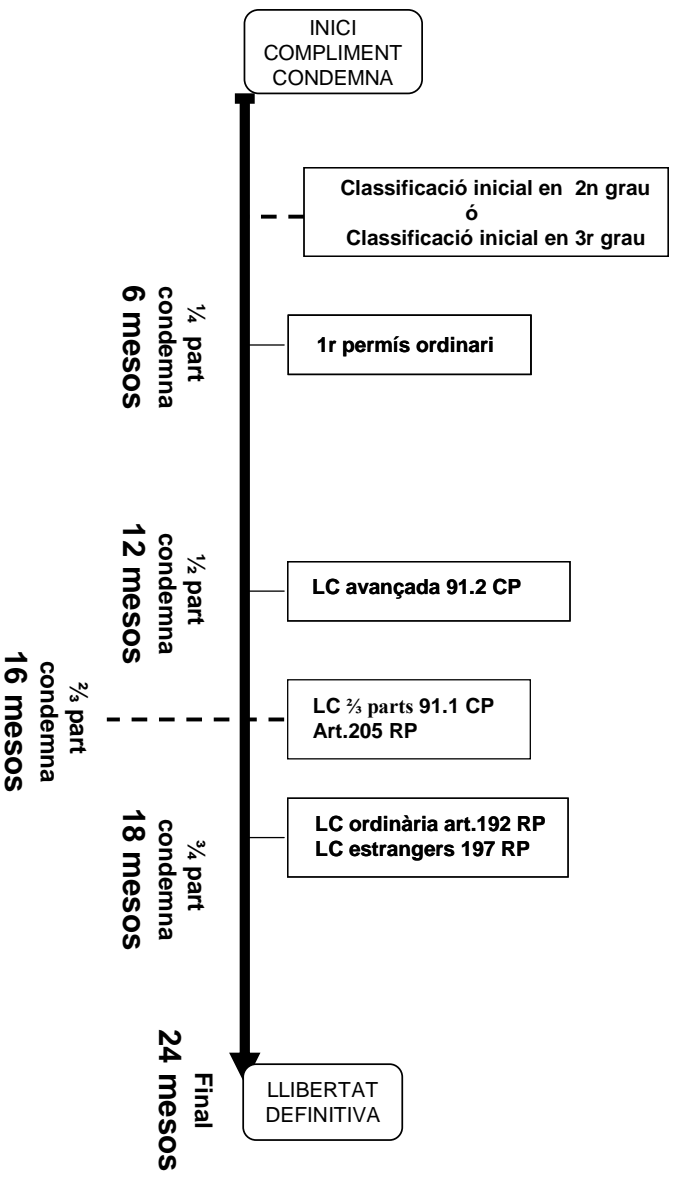 INICI
COMPLIMENT
CONDEMNA
Classificació inicial en 2n grau
ó
Classificació inicial en 3r grau
¼ part
condemna
6 mesos
1r permís ordinari
½ part
condemna
12 mesos
LC avançada 91.2 CP
⅔ part
condemna
16 mesos
LC ⅔ parts 91.1 CP
Art.205 RP
¾ part
condemna
18 mesos
LC ordinària art.192 RP
LC estrangers 197 RP
Final
24 mesos
LLIBERTAT
DEFINITIVA